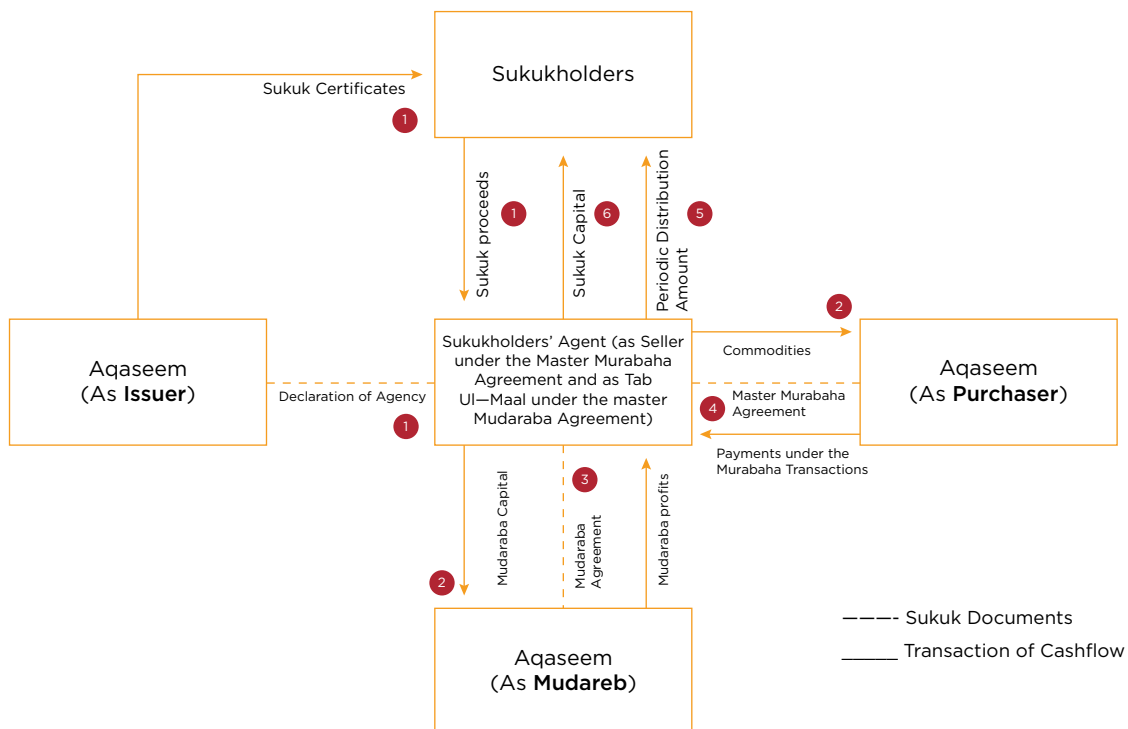 Sukukholders
Sukuk Certificates
1
Sukuk proceeds
1
Sukuk Capital
6
Periodic Distribution
Amount
5
Aqaseem
(As Issuer)
Declaration of Agency
1
Sukukholders’ Agent (as Seller
under the Master Murabaha
Agreement and as Tab
Ul—Maal under the master
Mudaraba Agreement)
2
Commodities
4
Master Murabaha
Agreement
Payments under the
Murabaha Transactions
Aqaseem
(As Purchaser)
Mudaraba Capital
2
3
Mudaraba
Agreement
Mudaraba profits
Aqaseem
(As Mudareb)
———- Sukuk Documents
_____ Transaction of Cashflow